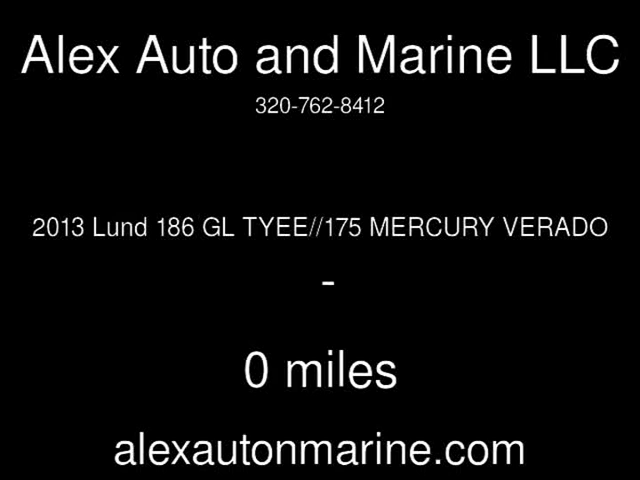 Alex Auto and Marine LLC
320-762-8412
2013 Lund 186 GL TYEE//175 MERCURY VERADO
-
0 miles
alexautonmarine.com